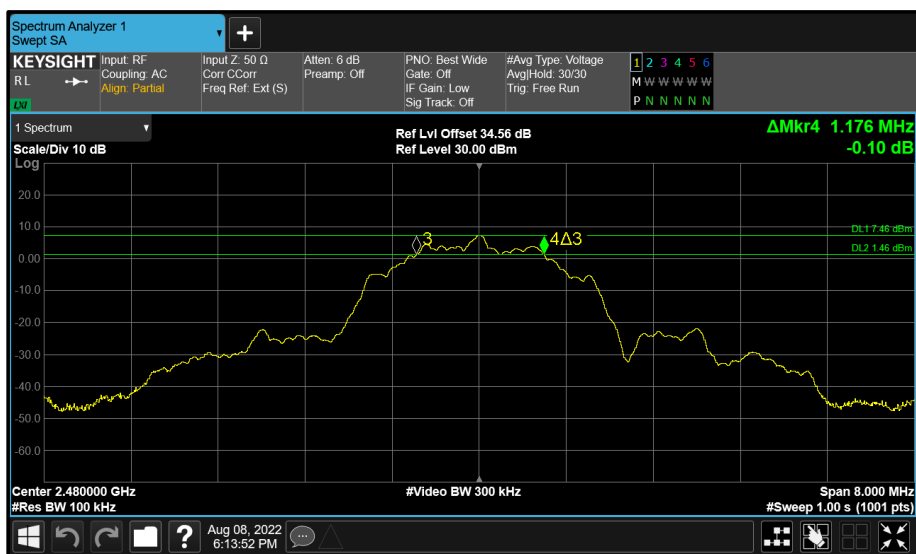 Spectrum Analyzer 1
Swept SA
KEYSIGHT
RL
LXI
Input: RF
Coupling: AC
Align: Partial
Input Z: 50 Ω
Corr CCorr
Freq Ref: Ext (S)
Atten: 6 dB
Preamp: Off
PNO: Best Wide
Gate: Off
IF Gain: Low
Sig Track: Off
#Avg Type: Voltage
Avg|Hold: 30/30
Trig: Free Run
1 2 3 4 5 6
M W W W W W
P N N N N N
1 Spectrum
Scale/Div 10 dB
Ref Lvl Offset 34.56 dB
Ref Level 30.00 dBm
ΔMkr4 1.176 MHz
-0.10 dB
Log
20.0
10.0
0.00
-10.0
-20.0
-30.0
-40.0
-50.0
-60.0
3
4Δ3
DL1 7.46 dBm
DL2 1.46 dBm
Center 2.480000 GHz
#Res BW 100 kHz
#Video BW 300 kHz
Span 8.000 MHz
#Sweep 1.00 s (1001 pts)
?
Aug 08, 2022
6:13:52 PM